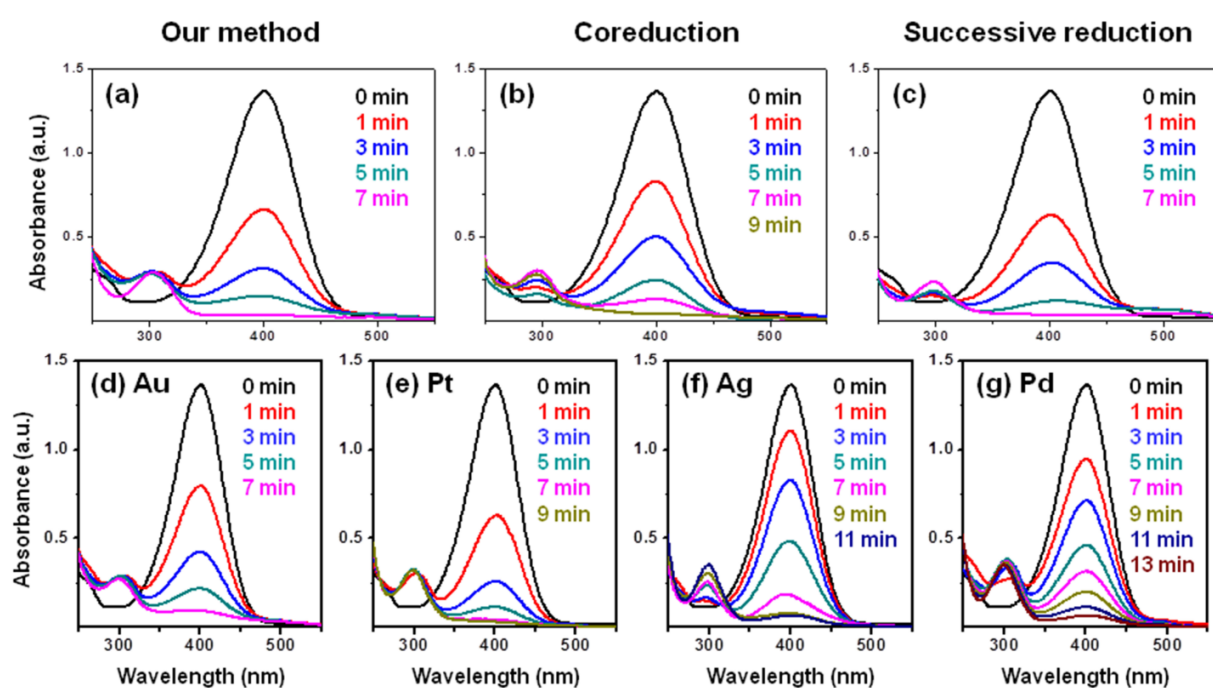 Our method
Coreduction
Successive reduction
Absorbance (a.u.)
1.5
1.0
0.5
(a)
0 min
1 min
3 min
5 min
7 min
300
400
500
1.5
1.0
0.5
(b)
0 min
1 min
3 min
5 min
7 min
9 min
300
400
500
1.5
1.0
0.5
(c)
0 min
1 min
3 min
5 min
7 min
300
400
500
Absorbance (a.u.)
1.5
1.0
0.5
(d) Au
0 min
1 min
3 min
5 min
7 min
300
400
500
Wavelength (nm)
1.5
1.0
0.5
(e) Pt
0 min
1 min
3 min
5 min
7 min
9 min
300
400
500
Wavelength (nm)
1.5
1.0
0.5
(f) Ag
0 min
1 min
3 min
5 min
7 min
9 min
11 min
300
400
500
Wavelength (nm)
1.5
1.0
0.5
(g) Pd
0 min
1 min
3 min
5 min
7 min
9 min
11 min
13 min
300
400
500
Wavelength (nm)